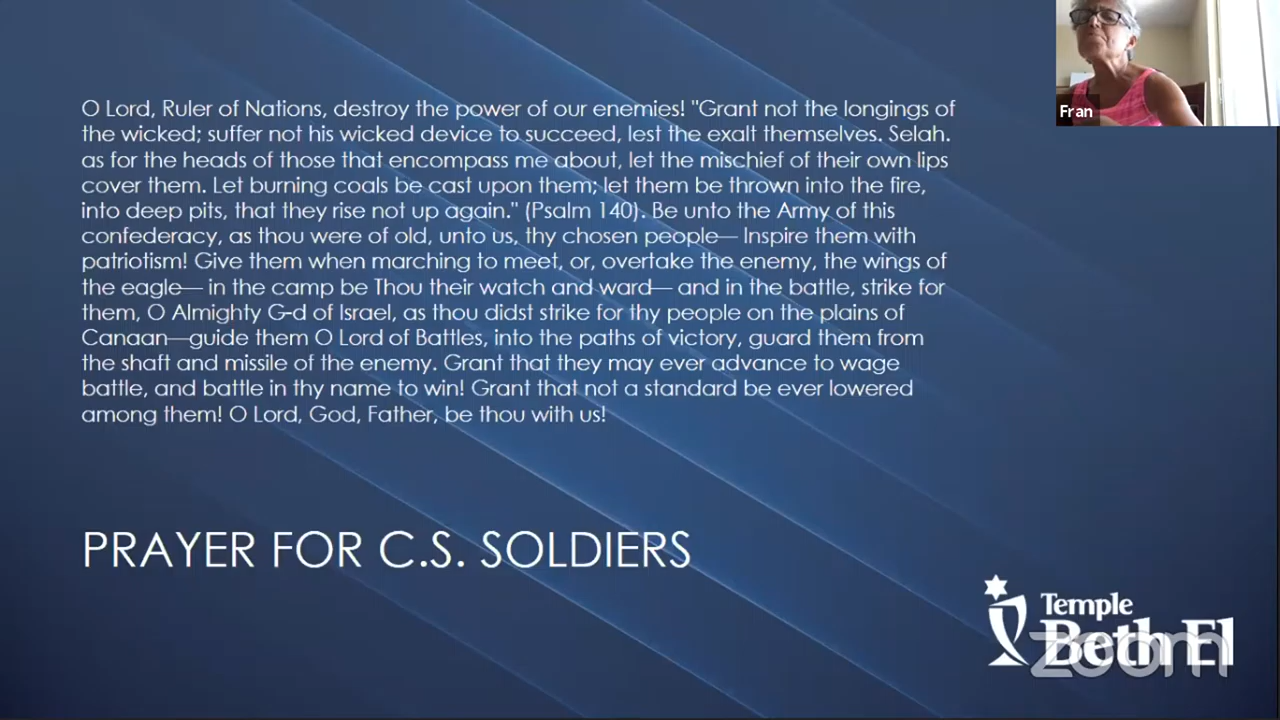 O Lord, Ruler of Nations, destroy the power of our enemies! "Grant not the longings of
the wicked; suffer not his wicked device to succeed, lest the exalt themselves. Selah.
as for the heads of those that encompass me about, let the mischief of their own lips
cover them. Let burning coals be cast upon them; let them be thrown into the fire,
into deep pits, that they rise not up again." (Psalm 140). Be unto the Army of this
confederacy, as thou were of old, unto us, thy chosen people— Inspire them with
patriotism! Give them when marching to meet, or, overtake the enemy, the wings of
the eagle— in the camp be Thou their watch and ward— and in the battle, strike for
them, O Almighty G-d of Israel, as thou didst strike for thy people on the plains of
Canaan—guide them O Lord of Battles, into the paths of victory, guard them from
the shaft and missile of the enemy. Grant that they may ever advance to wage
battle, and battle in thy name to win! Grant that not a standard be ever lowered
among them! O Lord, God, Father, be thou with us!
PRAYER FOR C.S. SOLDIERS
Fran
Temple
Beth El
zoom